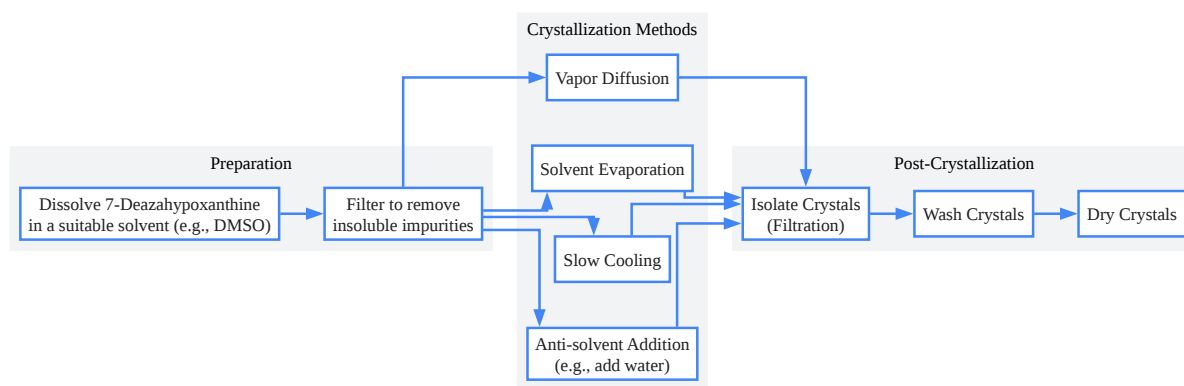 Crystallization Methods
Vapor Diffusion
Preparation
Solvent Evaporation
Post-Crystallization
Dissolve 7-Deazahypoxanthine
in a suitable solvent (e.g., DMSO)
Filter to remove
insoluble impurities
Isolate Crystals
(Filtration)
Wash Crystals
Dry Crystals
Slow Cooling
Anti-solvent Addition
(e.g., add water)